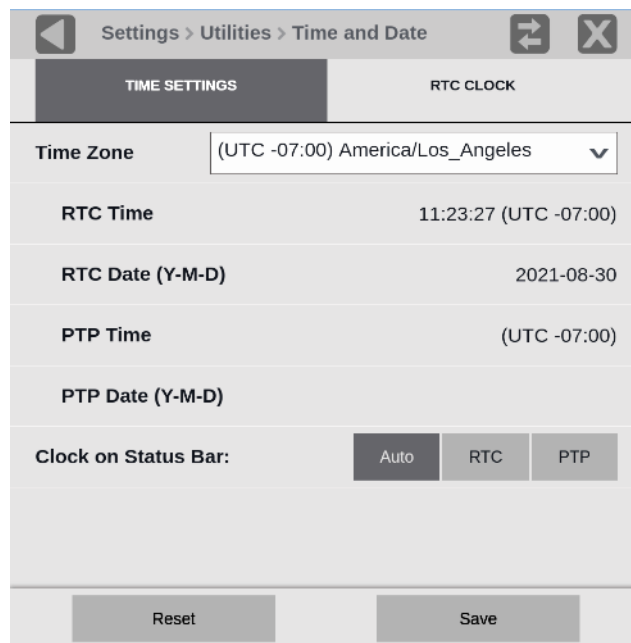 Settings > Utilities > Time and Date
TIME SETTINGS
RTC CLOCK
Time Zone
(UTC -07:00) America/Los_Angeles
RTC Time
11:23:27 (UTC -07:00)
RTC Date (Y-M-D)
2021-08-30
PTP Time
(UTC -07:00)
PTP Date (Y-M-D)
Clock on Status Bar:
Auto
RTC
PTP
Reset
Save